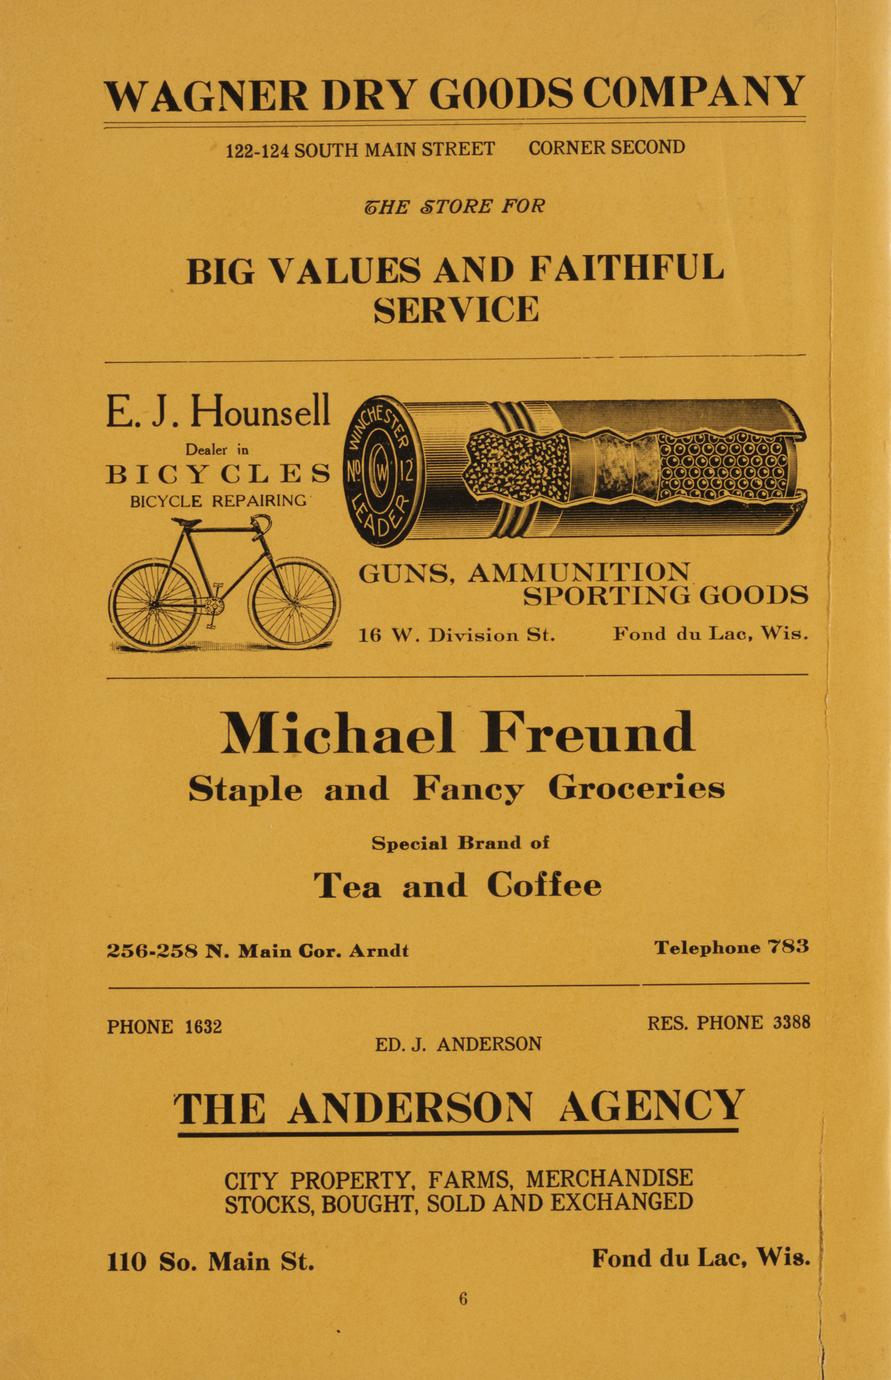 WAGNER DRY GOODS COMPANY
122-124 SOUTH MAIN STREET CORNER SECOND
THE STORE FOR
BIG VALUES AND FAITHFUL
SERVICE
E. J. Hounsell
Dealer in
BICYCLES
BICYCLE REPAIRING
WINCHESTER
No W 12
LEADER
GUNS, AMMUNITION
SPORTING GOODS
16 W. Division St. Fond du Lac, Wis.
Michael Freund
Staple and Fancy Groceries
Special Brand of
Tea and Coffee
256-258 N. Main Cor. Arndt Telephone 783
PHONE 1632 RES. PHONE 3388
ED. J. ANDERSON
THE ANDERSON AGENCY
CITY PROPERTY, FARMS, MERCHANDISE
STOCKS, BOUGHT, SOLD AND EXCHANGED
110 So. Main St. Fond du Lac, Wis.
6